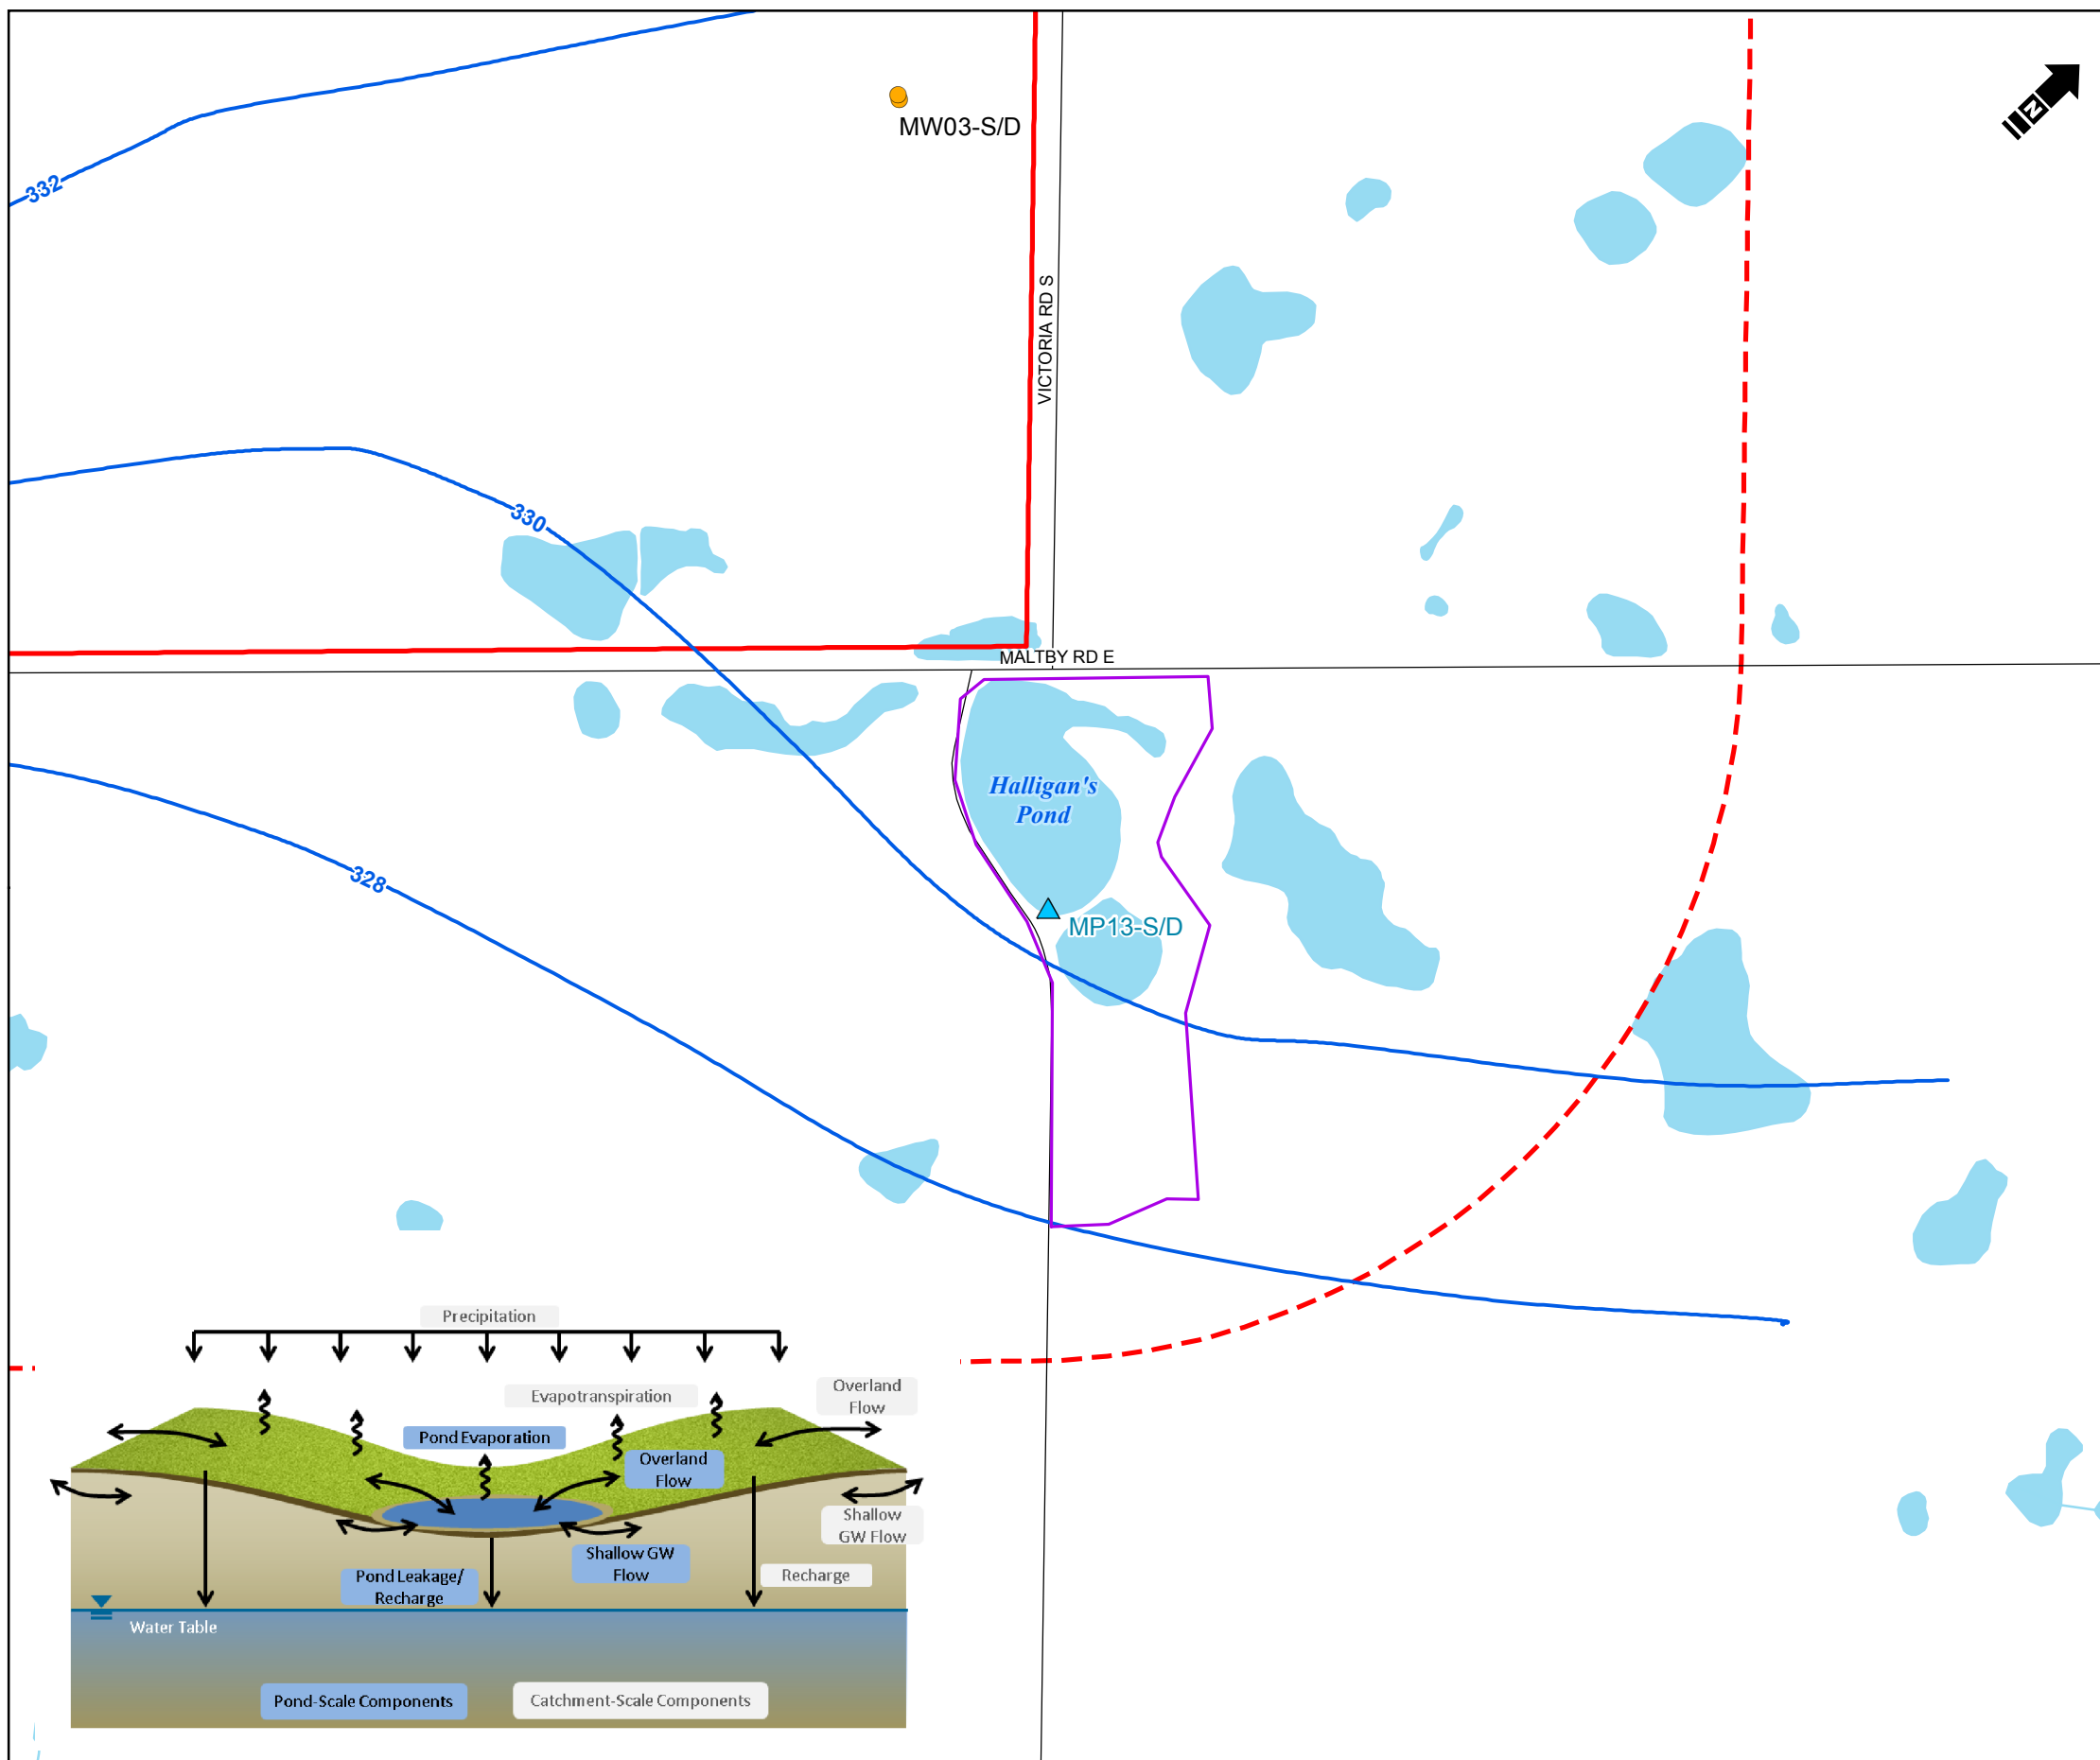 N
MW03-S/D
332
VICTORIA RD S
330
MALTBY RD E
Halligan's
Pond
328
MP13-S/D
Precipitation
Evapotranspiration
Overland
Flow
Pond Evaporation
Overland
Flow
Shallow
GW Flow
Shallow GW
Flow
Pond Leakage/
Recharge
Recharge
Water Table
Pond-Scale Components
Catchment-Scale Components